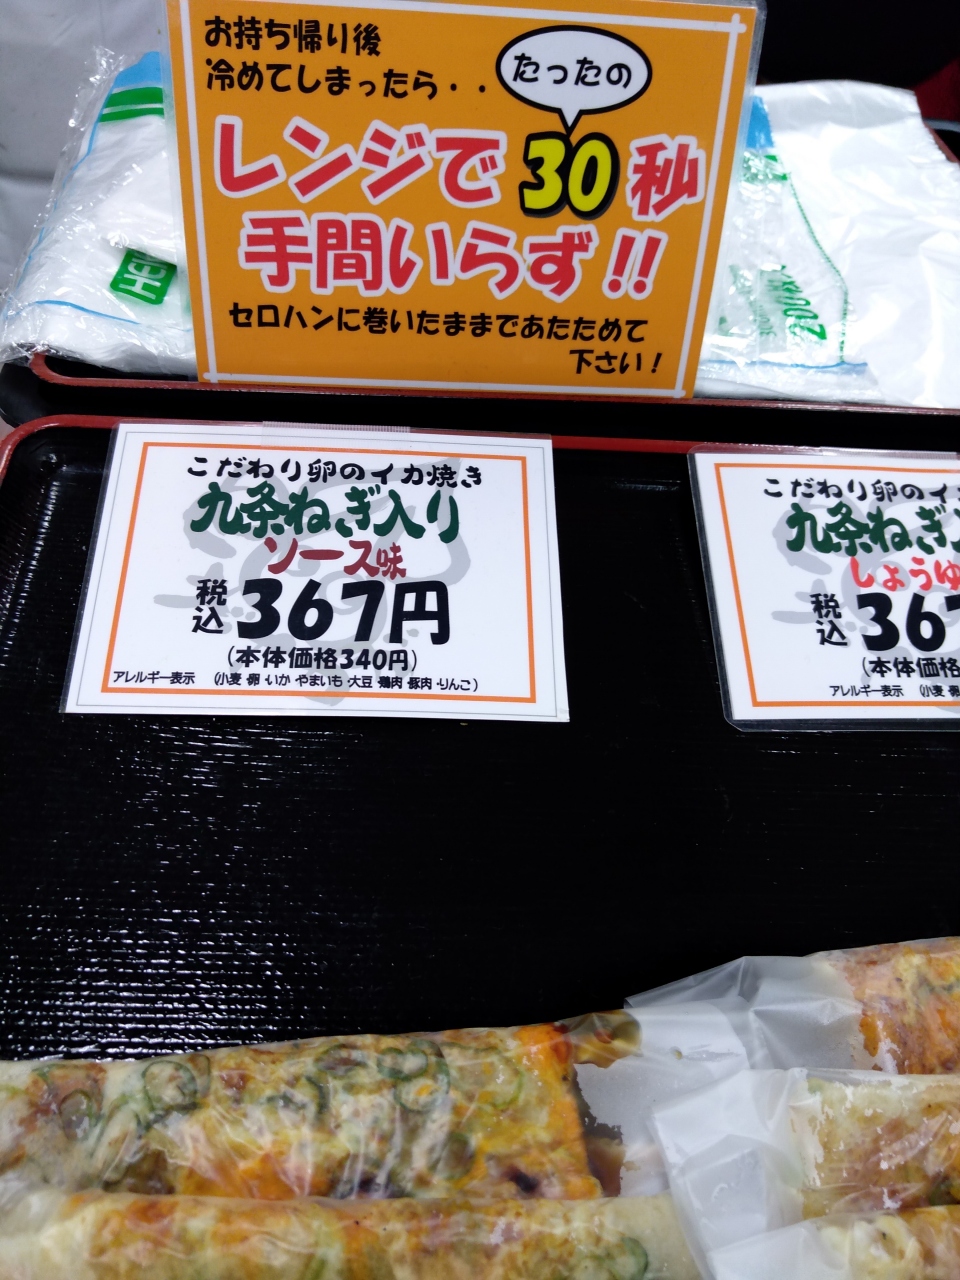 お持ち帰り後
冷めてしまったら・・
たったの
レンジで30秒
手間いらず!!
セロハンに巻いたままであたためて
下さい!
こだわり卵のイカ焼き
九条ねぎ入り
ソース味
税込 367円
(本体価格340円)
アレルギー表示 (小麦・卵・いか・やまいも・大豆・鶏肉・豚肉・りんご)
こだわり卵のイ
九条ねぎ
しょうゆ
税込 367
(本体価格
アレルギー表示 (小麦・卵